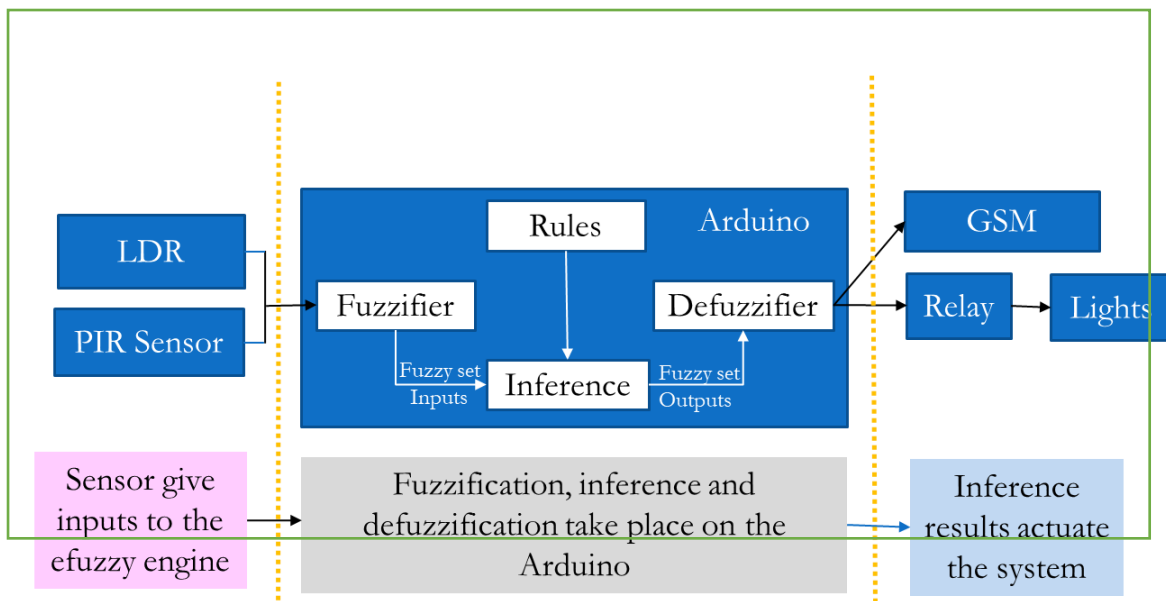 LDR
PIR Sensor
Rules
Arduino
Fuzzifier
Defuzzifier
Fuzzy set
Inputs
Inference
Fuzzy set
Outputs
GSM
Relay
Lights
Sensor give
inputs to the
efuzzy engine
Fuzzification, inference and
defuzzification take place on the
Arduino
Inference
results actuate
the system